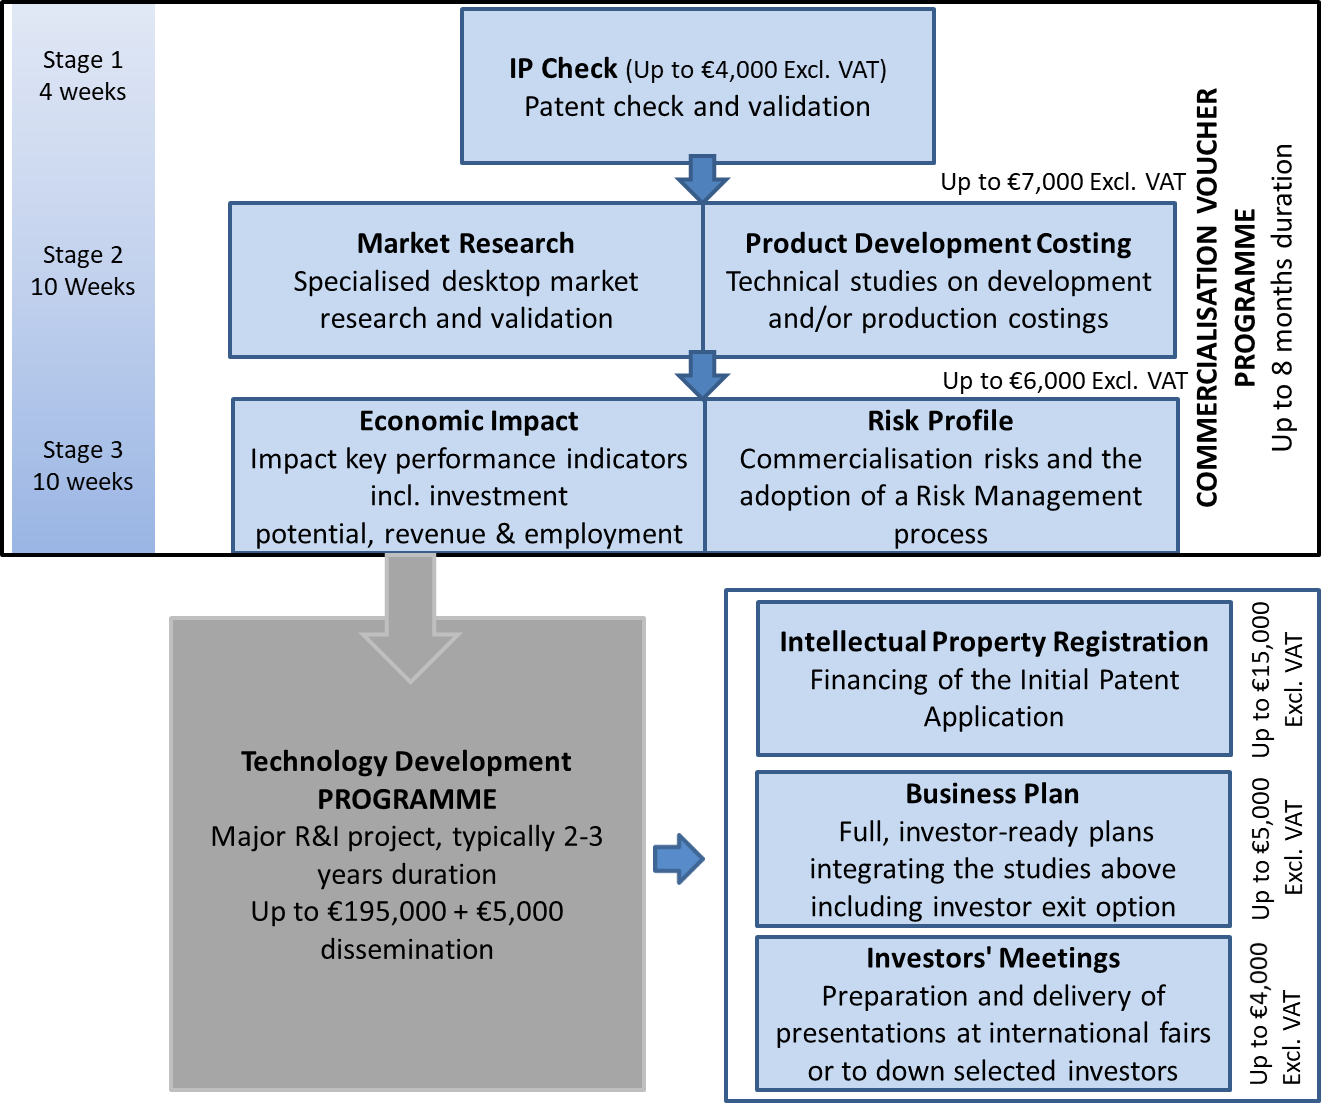 Stage 1
4 weeks
IP Check (Up to €4,000 Excl. VAT)
Patent check and validation
Up to €7,000 Excl. VAT
Stage 2
10 Weeks
Market Research
Specialised desktop market
research and validation
Product Development Costing
Technical studies on development
and/or production costings
Up to €6,000 Excl. VAT
Stage 3
10 weeks
Economic Impact
Impact key performance indicators
incl. investment
potential, revenue & employment
Risk Profile
Commercialisation risks and the
adoption of a Risk Management
process
COMMERCIALISATION VOUCHER
PROGRAMME
Up to 8 months duration
Technology Development
PROGRAMME
Major R&I project, typically 2-3
years duration
Up to €195,000 + €5,000
dissemination
Intellectual Property Registration
Financing of the Initial Patent
Application
Up to €15,000
Excl. VAT
Business Plan
Full, investor-ready plans
integrating the studies above
including investor exit option
Up to €5,000
Excl. VAT
Investors' Meetings
Preparation and delivery of
presentations at international fairs
or to down selected investors
Up to €4,000
Excl. VAT